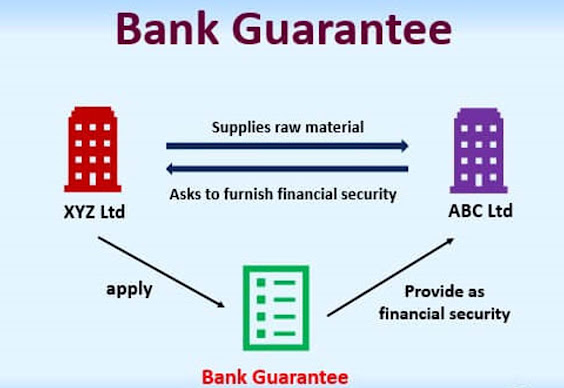 Bank Guarantee
Supplies raw material
Asks to furnish financial security
XYZ Ltd
ABC Ltd
apply
Provide as
financial security
Bank Guarantee